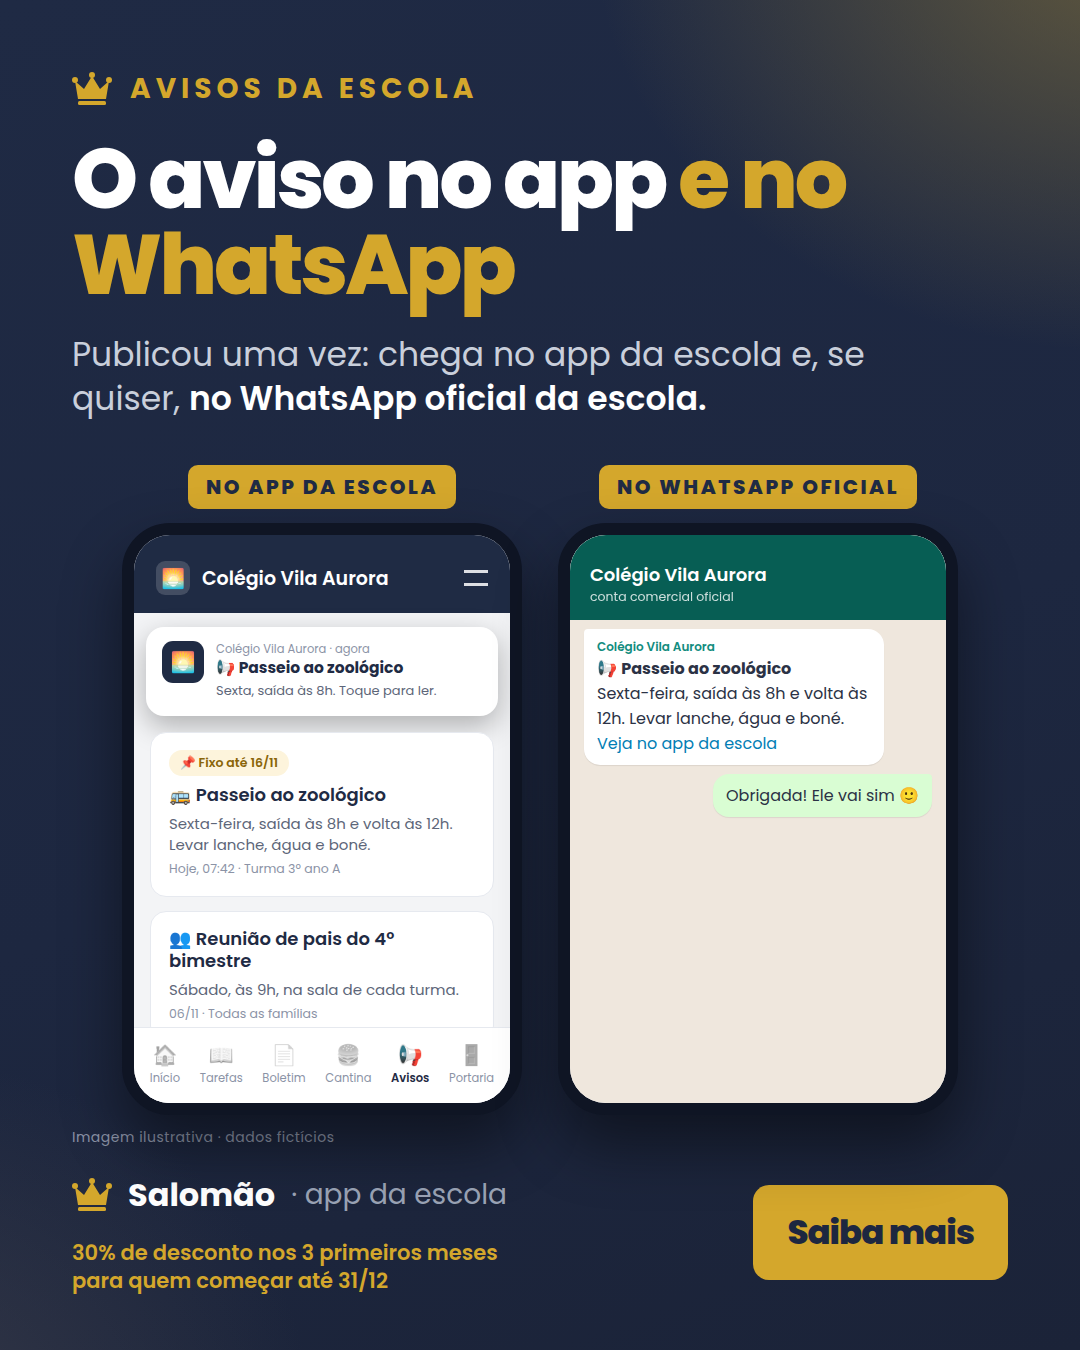 AVISOS DA ESCOLA
O aviso no app e no
WhatsApp
Publicou uma vez: chega no app da escola e, se
quiser, no WhatsApp oficial da escola.
NO APP DA ESCOLA
Colégio Vila Aurora
Colégio Vila Aurora · agora
Passeio ao zoológico
Sexta, saída às 8h. Toque para ler.
Fixo até 16/11
Passeio ao zoológico
Sexta-feira, saída às 8h e volta às 12h.
Levar lanche, água e boné.
Hoje, 07:42 · Turma 3º ano A
Reunião de pais do 4º
bimestre
Sábado, às 9h, na sala de cada turma.
06/11 · Todas as famílias
Início Tarefas Boletim Cantina Avisos Portaria
NO WHATSAPP OFICIAL
Colégio Vila Aurora
conta comercial oficial
Colégio Vila Aurora
Passeio ao zoológico
Sexta-feira, saída às 8h e volta às
12h. Levar lanche, água e boné.
Veja no app da escola
Obrigada! Ele vai sim 🙂
Imagem ilustrativa · dados fictícios
Salomão · app da escola
30% de desconto nos 3 primeiros meses
para quem começar até 31/12
Saiba mais